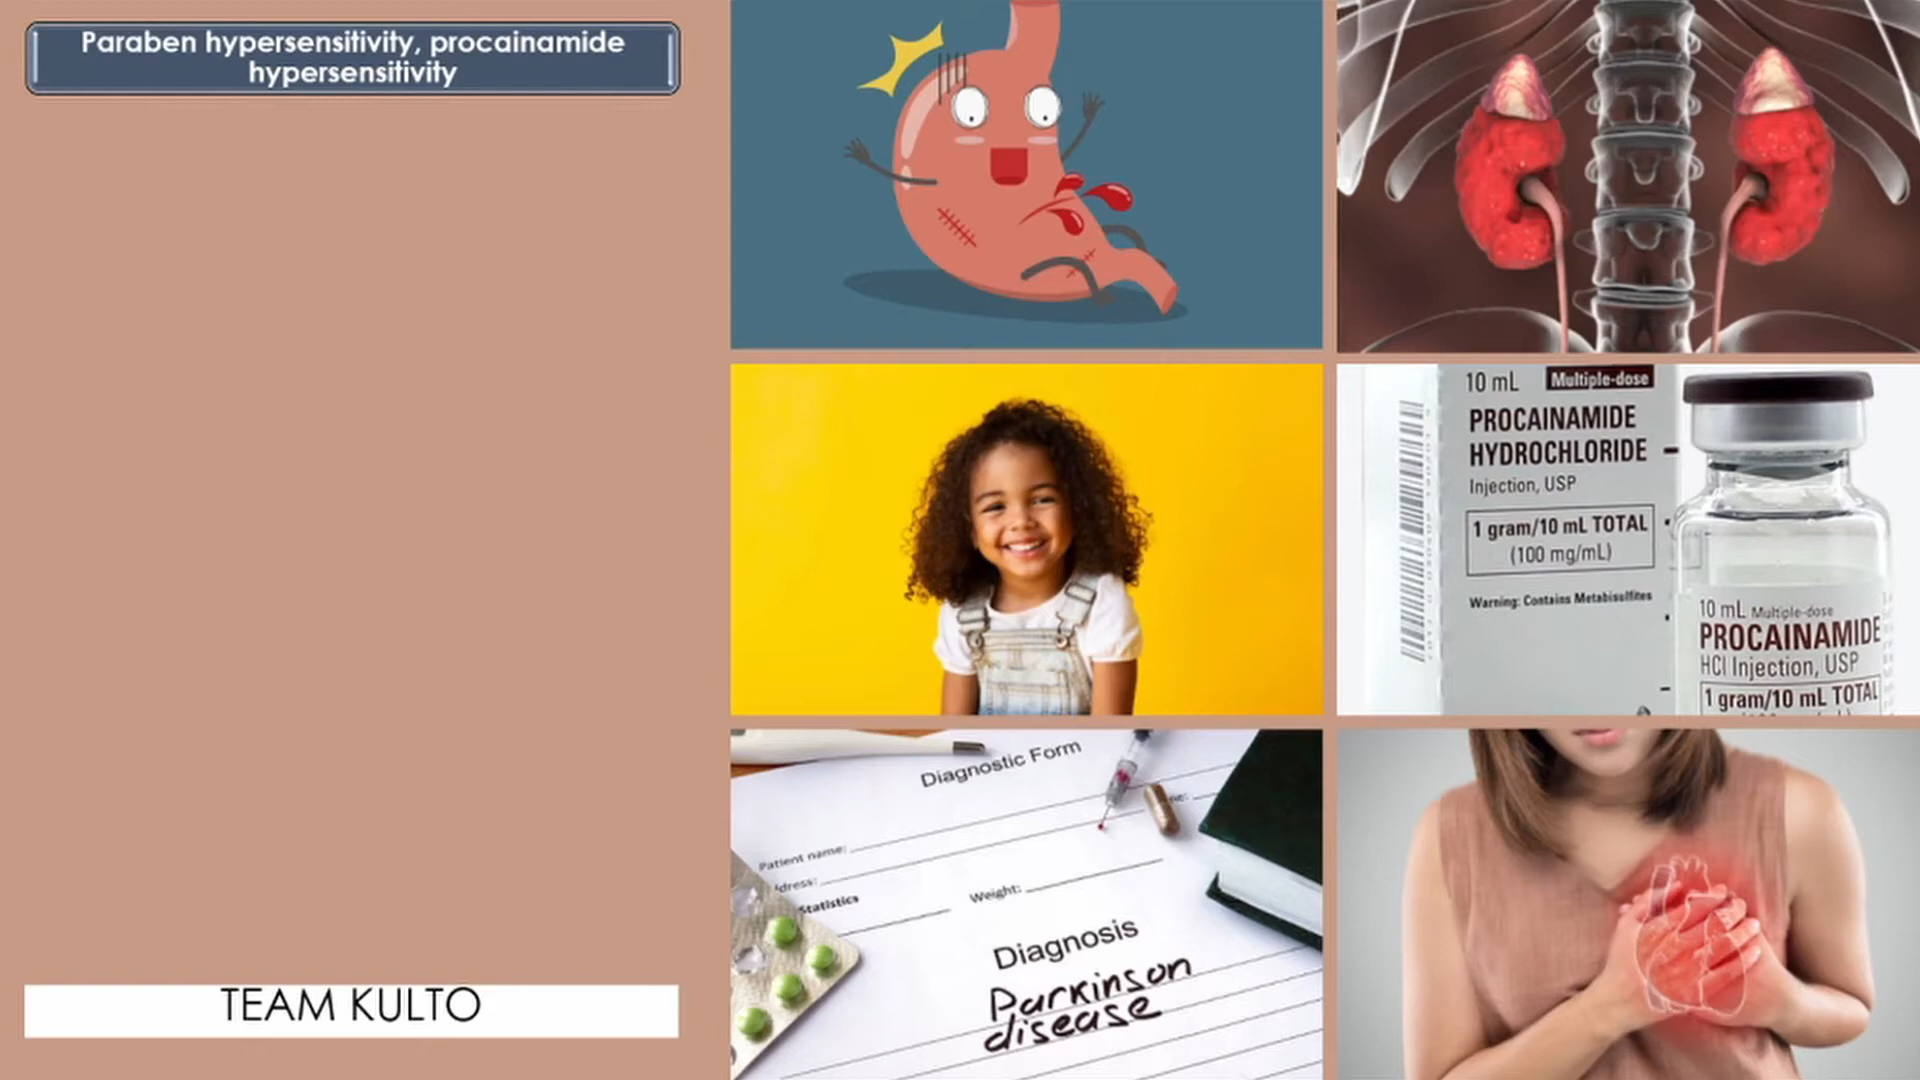 Paraben hypersensitivity, procainamide
hypersensitivity
10 mL Multiple-dose
PROCAINAMIDE
HYDROCHLORIDE
Injection, USP
1 gram/10 mL TOTAL
(100 mg/mL)
Warning: Contains Metabisulfites
10 mL Multiple-dose
PROCAINAMIDE
HCl Injection, USP
1 gram/10 mL TOTAL
Diagnostic Form
Patient name:
dress:
Statistics
Weight:
Diagnosis
Parkinson
disease
TEAM KULTO